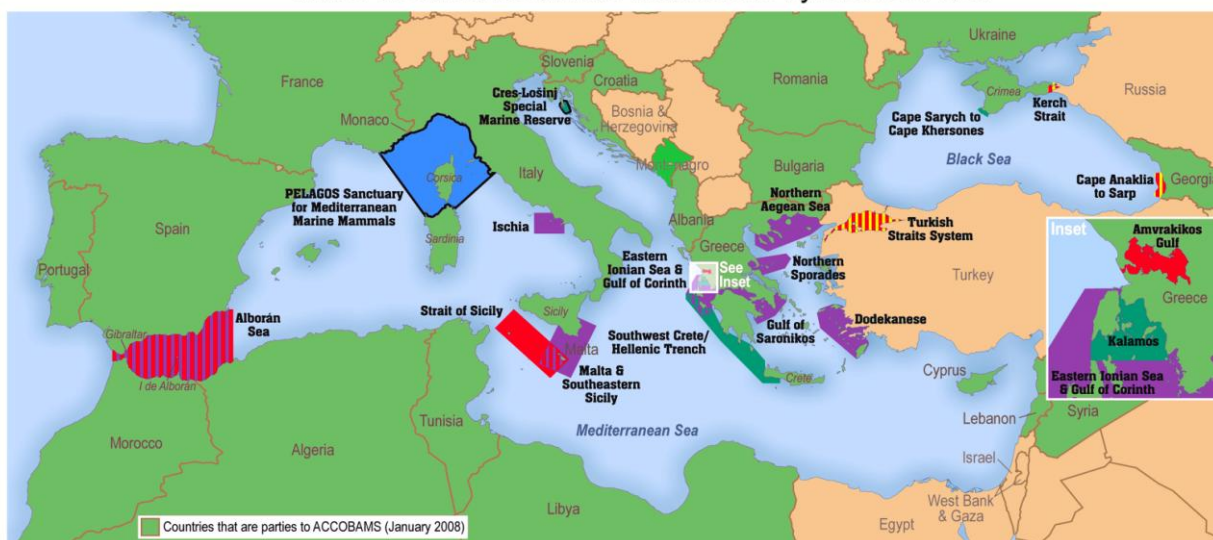 Ukraine
France
Slovenia
Croatia
Romania
Crimea
Russia
Cres-Lošinj
Special
Marine Reserve
Bosnia &
Herzegovina
Kerch
Strait
Cape Sarych to
Cape Khersones
Monaco
Black Sea
Corsica
Italy
Montenegro
Bulgaria
Georgia
Cape Anaklia
to Sarp
PELAGOS Sanctuary
for Mediterranean
Marine Mammals
Northern
Aegean Sea
Albania
Ischia
Turkish
Straits System
Spain
Sardinia
Greece
Inset
Amvrakikos
Gulf
Eastern
Ionian Sea &
Gulf of Corinth
See
Inset
Northern
Sporades
Turkey
Portugal
Greece
Strait of Sicily
Sicily
Alborán
Sea
Gibraltar
Gulf of
Saronikos
Dodekanese
Southwest Crete/
Hellenic Trench
Malta
Kalamos
Malta &
Southeastern
Sicily
Crete
Cyprus
Eastern Ionian Sea
& Gulf of Corinth
I de Alborán
Tunisia
Lebanon
Syria
Mediterranean Sea
Morocco
Algeria
Israel
Libya
Egypt
West Bank
& Gaza
Countries that are parties to ACCOBAMS (January 2008)